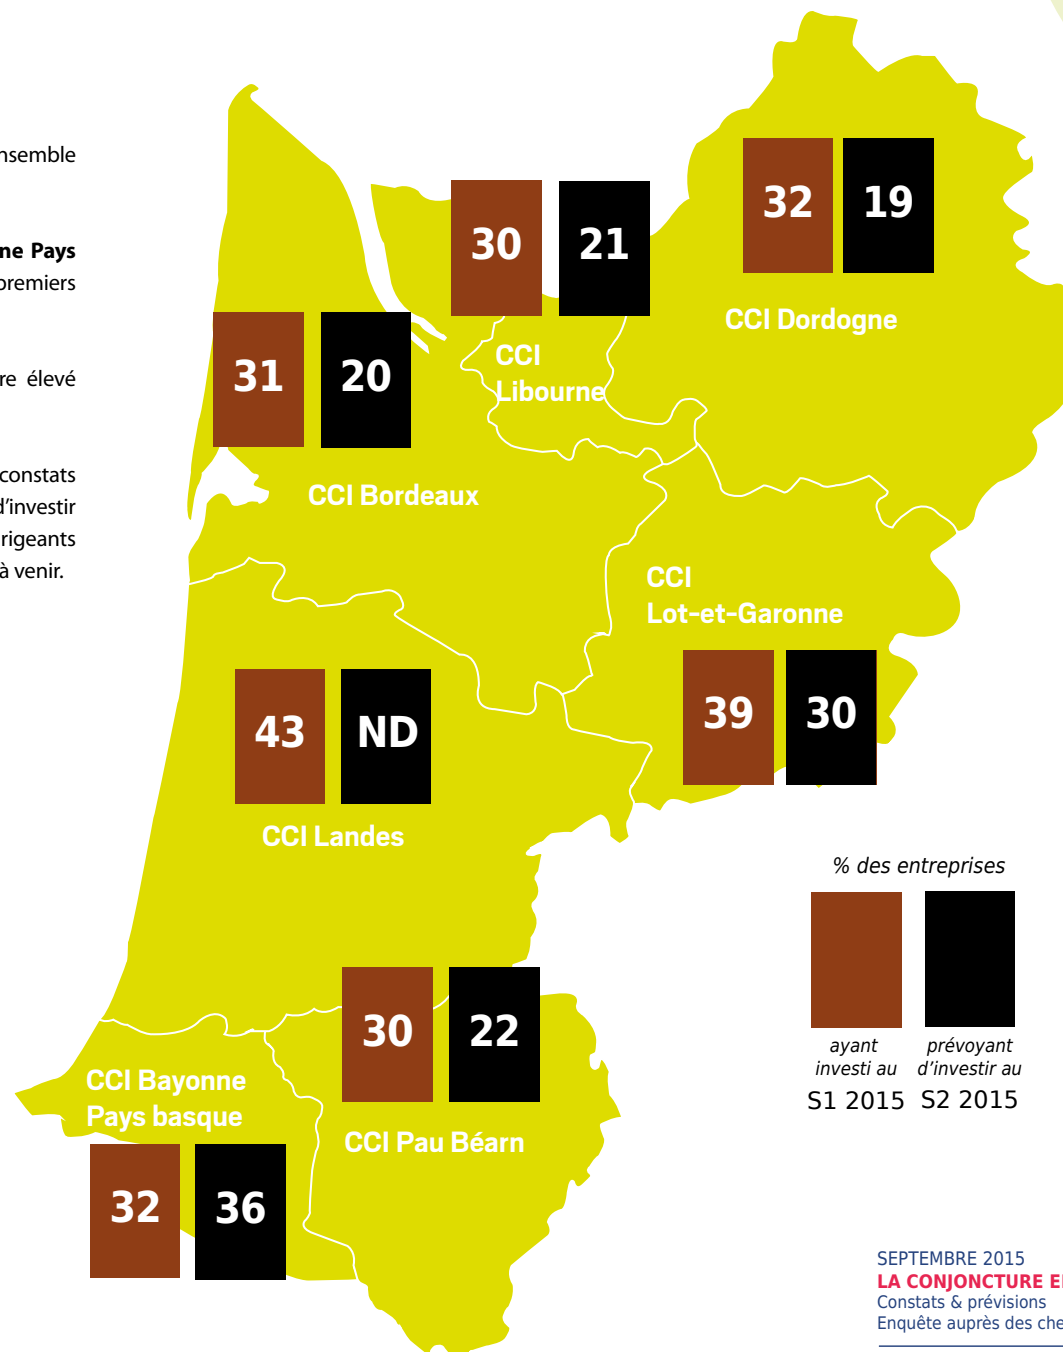 nsemble
ne Pays
premiers
re élevé
constats
d'investir
rigeants
à venir.
32 19
CCI Dordogne
30 21
CCI
Libourne
31 20
CCI Bordeaux
CCI
Lot-et-Garonne
39 30
43 ND
CCI Landes
% des entreprises
ayant
investi au
S1 2015
prévoyant
d'investir au
S2 2015
30 22
CCI Pau Béarn
CCI Bayonne
Pays basque
32 36
SEPTEMBRE 2015
LA CONJONCTURE E
Constats & prévisions
Enquête auprès des che